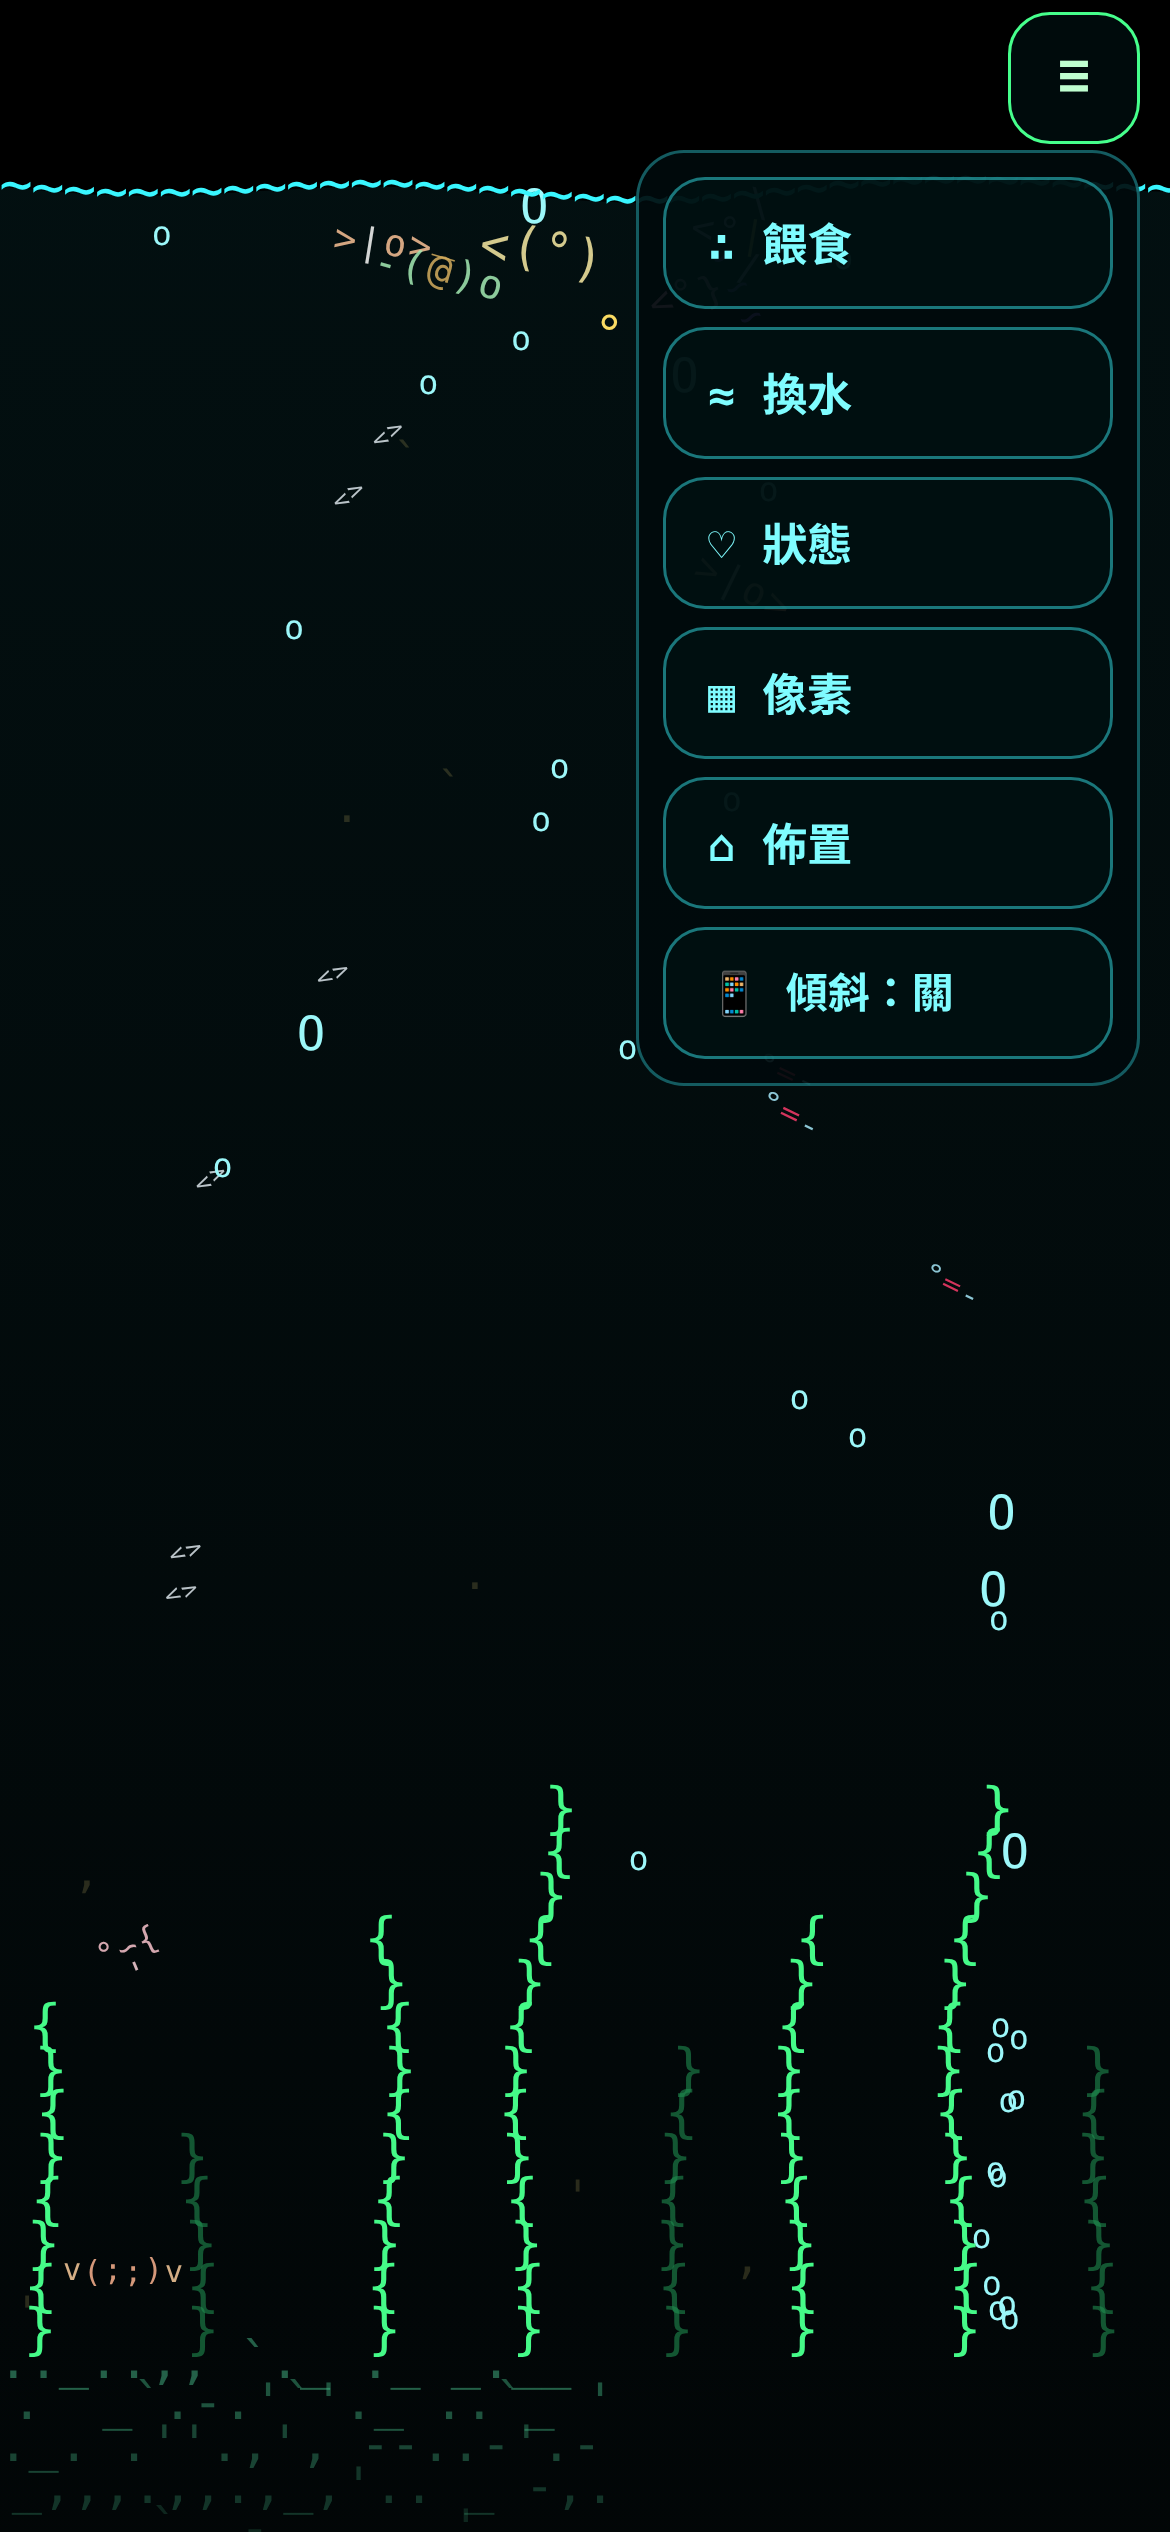 ☰
∴ 餵食
≈ 換水
♡ 狀態
▦ 像素
⌂ 佈置
📱 傾斜：關